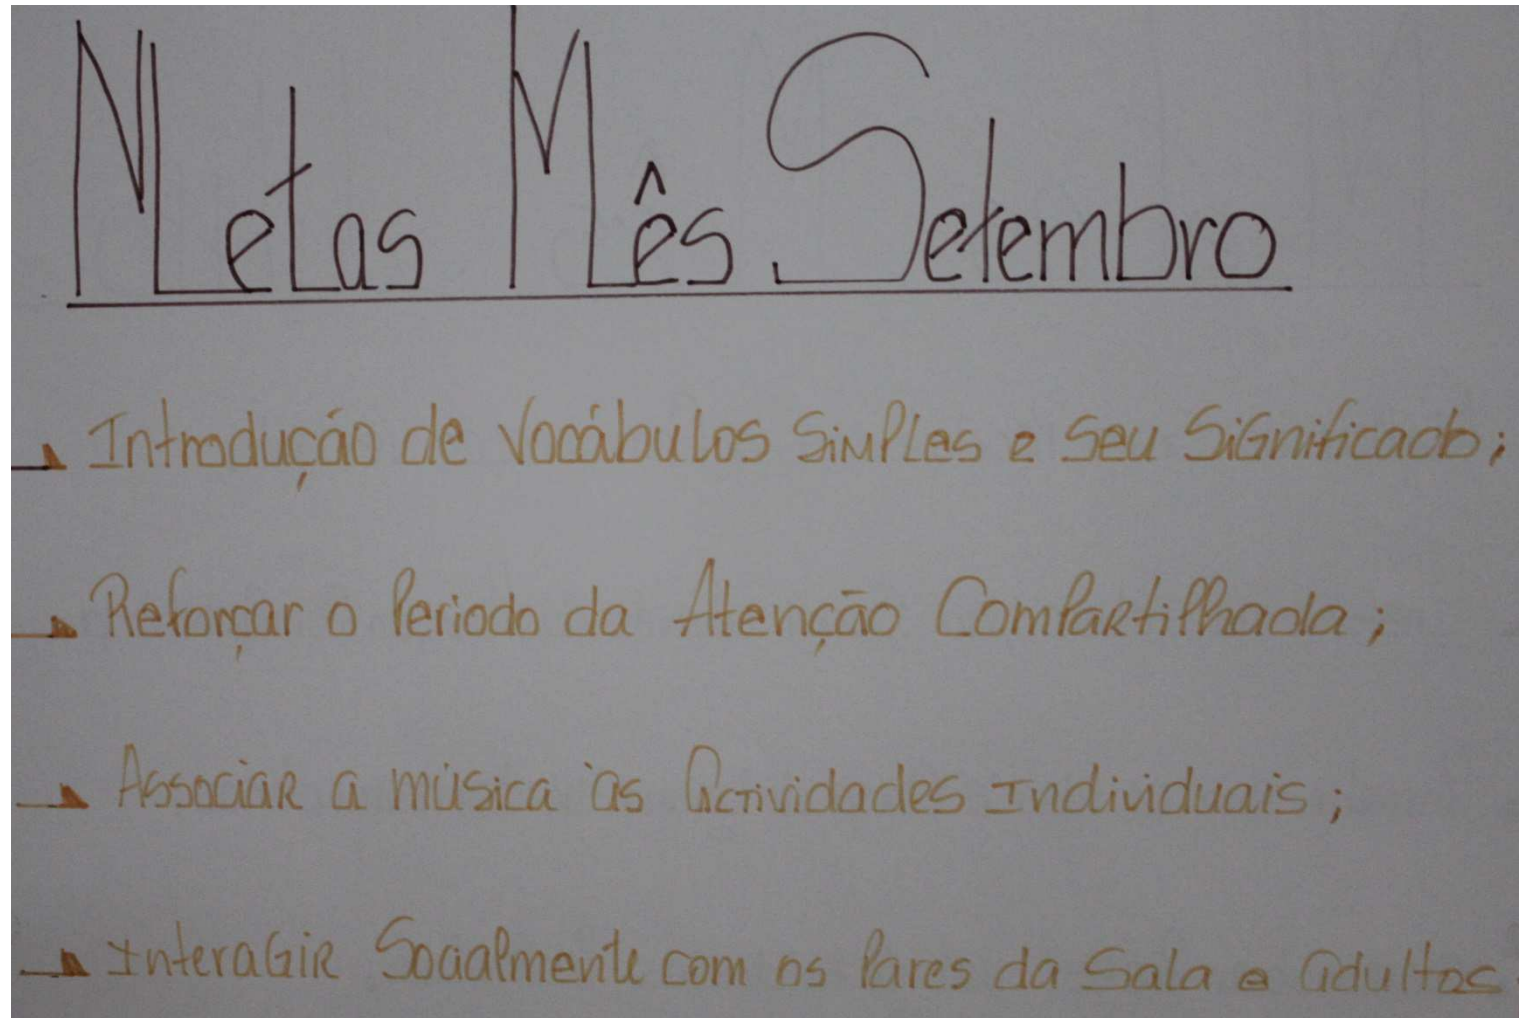 Metas Mês Setembro
Introdução de Vocábulos Simples e Seu Significado;
Reforçar o Periodo da Atenção Compartilhada;
Associar a música às Actividades Individuais;
Interagir Socialmente com os Pares da Sala e adultos.